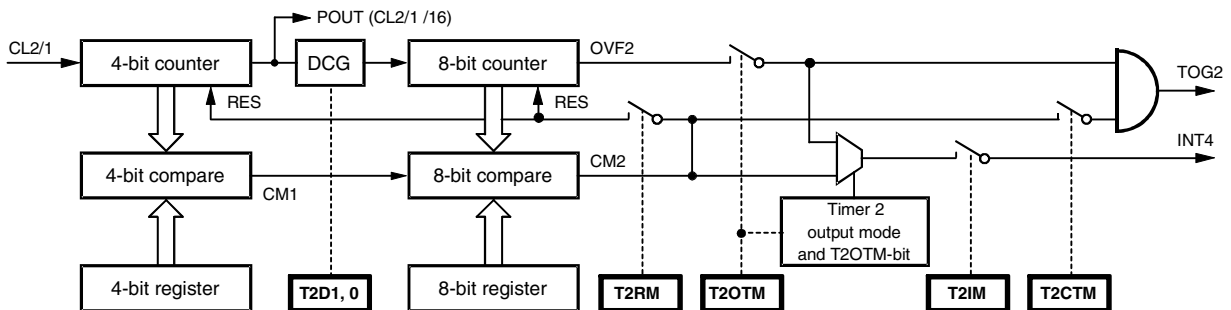 POUT (CL2/1 /16)
CL2/1
4-bit counter
DCG
8-bit counter
OVF2
TOG2
RES
RES
4-bit compare
CM1
8-bit compare
CM2
INT4
Timer 2
output mode
and T2OTM-bit
4-bit register
T2D1, 0
8-bit register
T2RM
T2OTM
T2IM
T2CTM